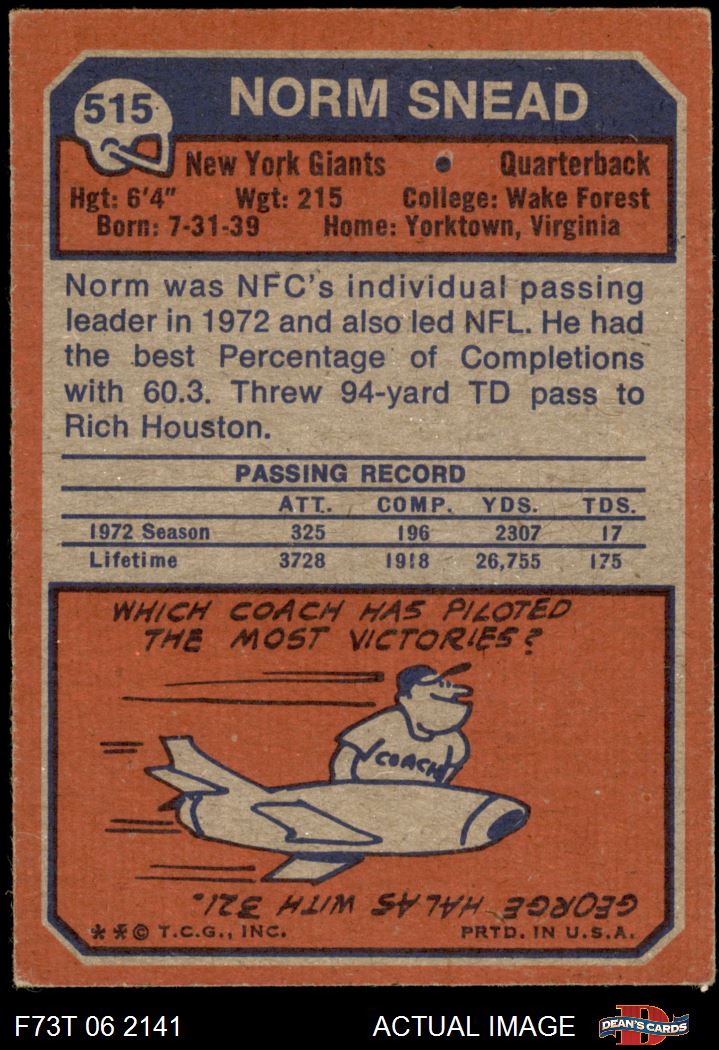 515
NORM SNEAD
New York Giants • Quarterback
Hgt: 6'4" Wgt: 215 College: Wake Forest
Born: 7-31-39 Home: Yorktown, Virginia
Norm was NFC's individual passing
leader in 1972 and also led NFL. He had
the best Percentage of Completions
with 60.3. Threw 94-yard TD pass to
Rich Houston.
PASSING RECORD
ATT. COMP. YDS. TDS.
1972 Season 325 196 2307 17
Lifetime 3728 1918 26,755 175
WHICH COACH HAS PILOTED
THE MOST VICTORIES?
COACH
GEORGE HALAS WITH 321.
* * © T.C.G., INC. PRTD. IN U.S.A.
F73T 06 2141 ACTUAL IMAGE
D
DEAN'S CARDS